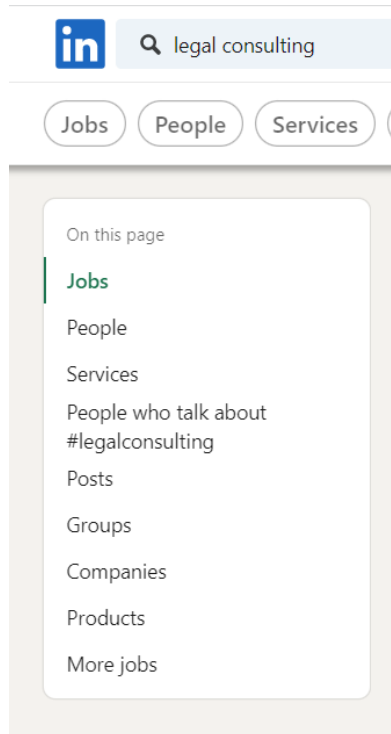 in
legal consulting
Jobs
People
Services
On this page
Jobs
People
Services
People who talk about
#legalconsulting
Posts
Groups
Companies
Products
More jobs